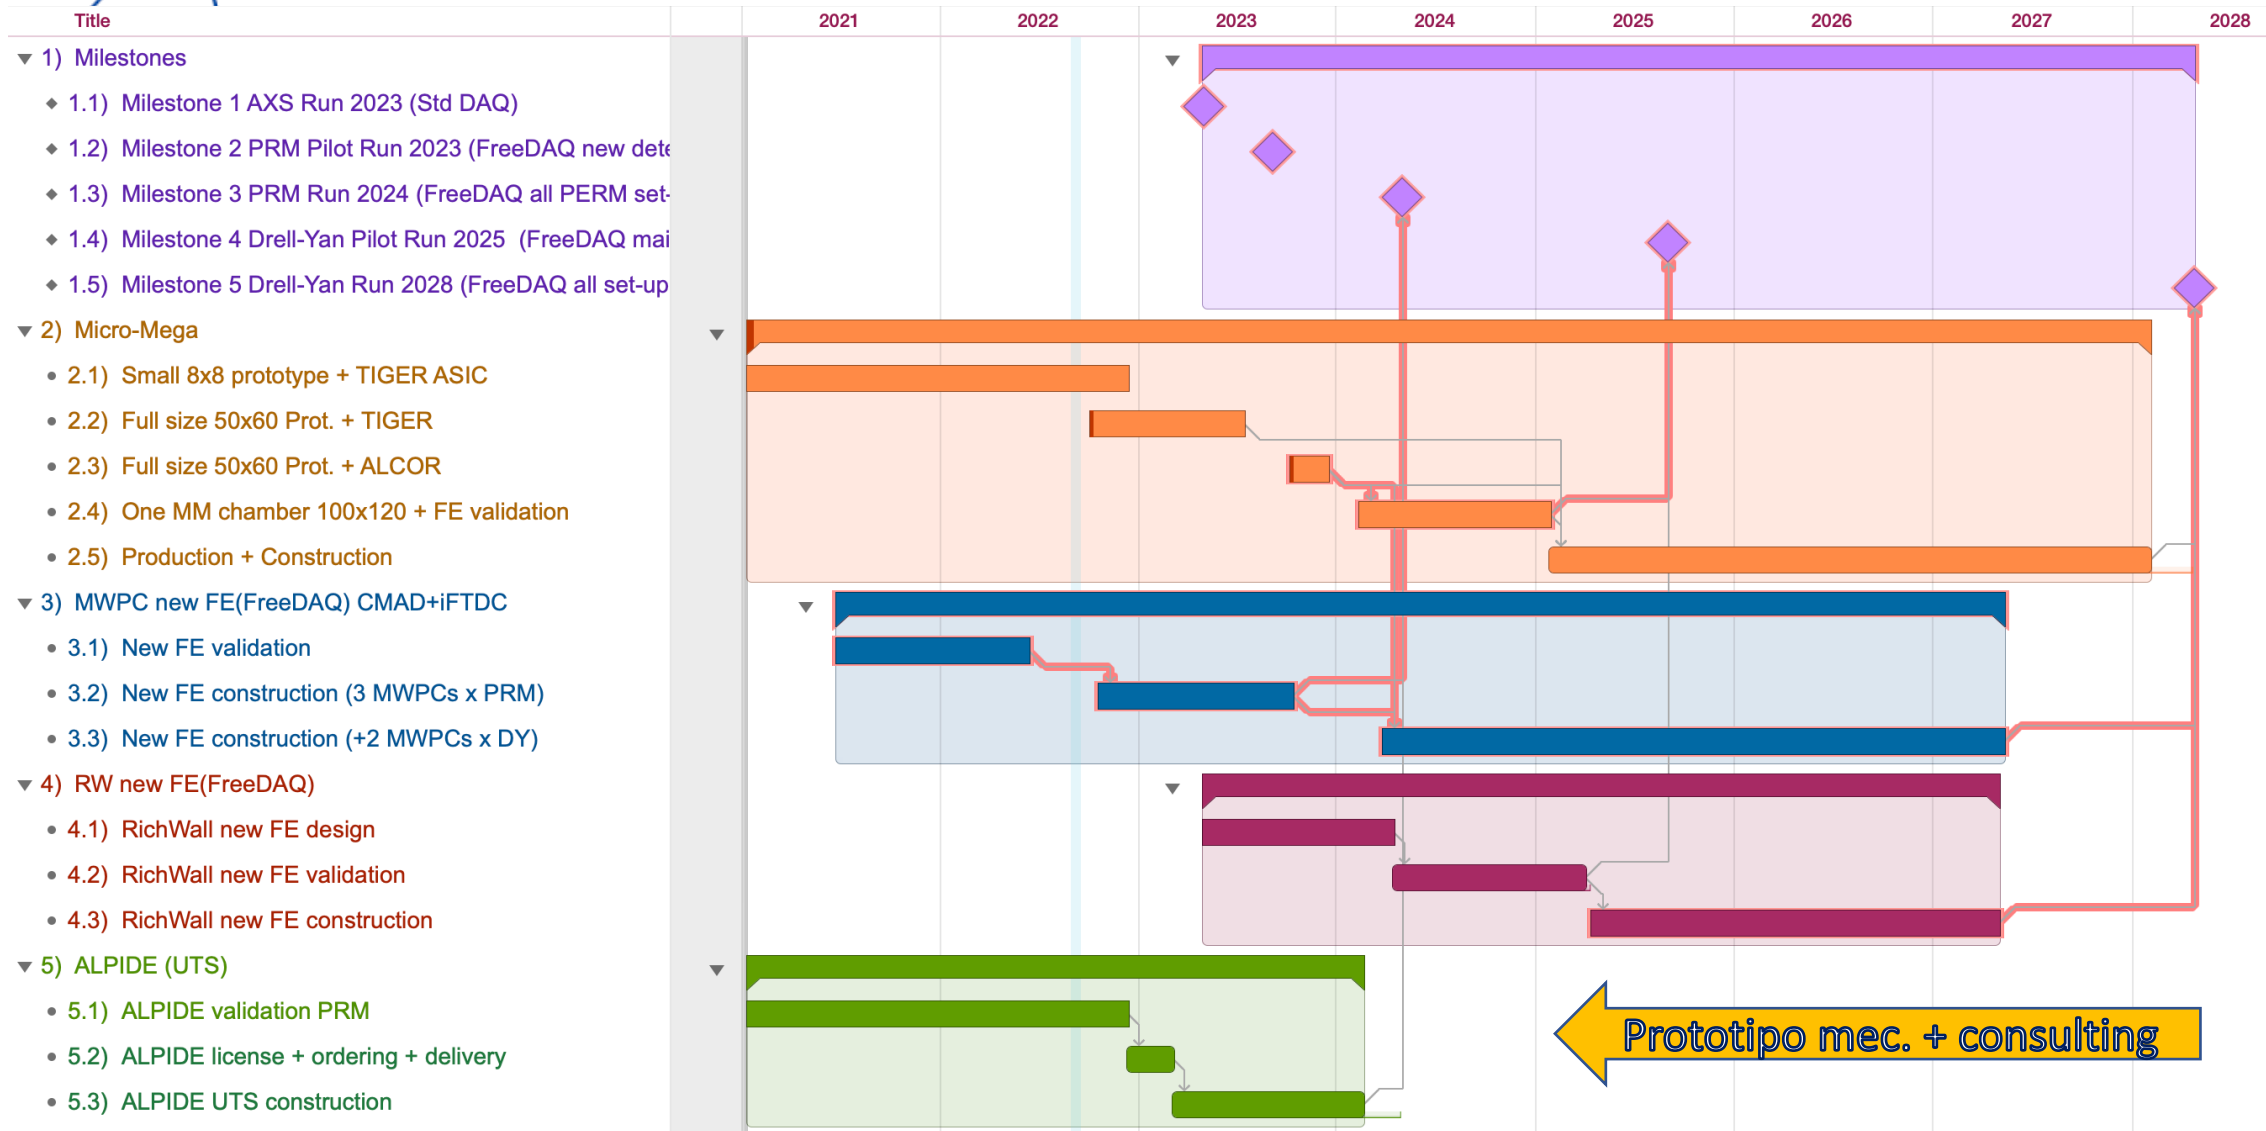 Title 2021 2022 2023 2024 2025 2026 2027 2028
1) Milestones
1.1) Milestone 1 AXS Run 2023 (Std DAQ)
1.2) Milestone 2 PRM Pilot Run 2023 (FreeDAQ new dete
1.3) Milestone 3 PRM Run 2024 (FreeDAQ all PERM set-
1.4) Milestone 4 Drell-Yan Pilot Run 2025 (FreeDAQ mai
1.5) Milestone 5 Drell-Yan Run 2028 (FreeDAQ all set-up
2) Micro-Mega
2.1) Small 8x8 prototype + TIGER ASIC
2.2) Full size 50x60 Prot. + TIGER
2.3) Full size 50x60 Prot. + ALCOR
2.4) One MM chamber 100x120 + FE validation
2.5) Production + Construction
3) MWPC new FE(FreeDAQ) CMAD+iFTDC
3.1) New FE validation
3.2) New FE construction (3 MWPCs x PRM)
3.3) New FE construction (+2 MWPCs x DY)
4) RW new FE(FreeDAQ)
4.1) RichWall new FE design
4.2) RichWall new FE validation
4.3) RichWall new FE construction
5) ALPIDE (UTS)
5.1) ALPIDE validation PRM
5.2) ALPIDE license + ordering + delivery
5.3) ALPIDE UTS construction
Prototipo mec. + consulting